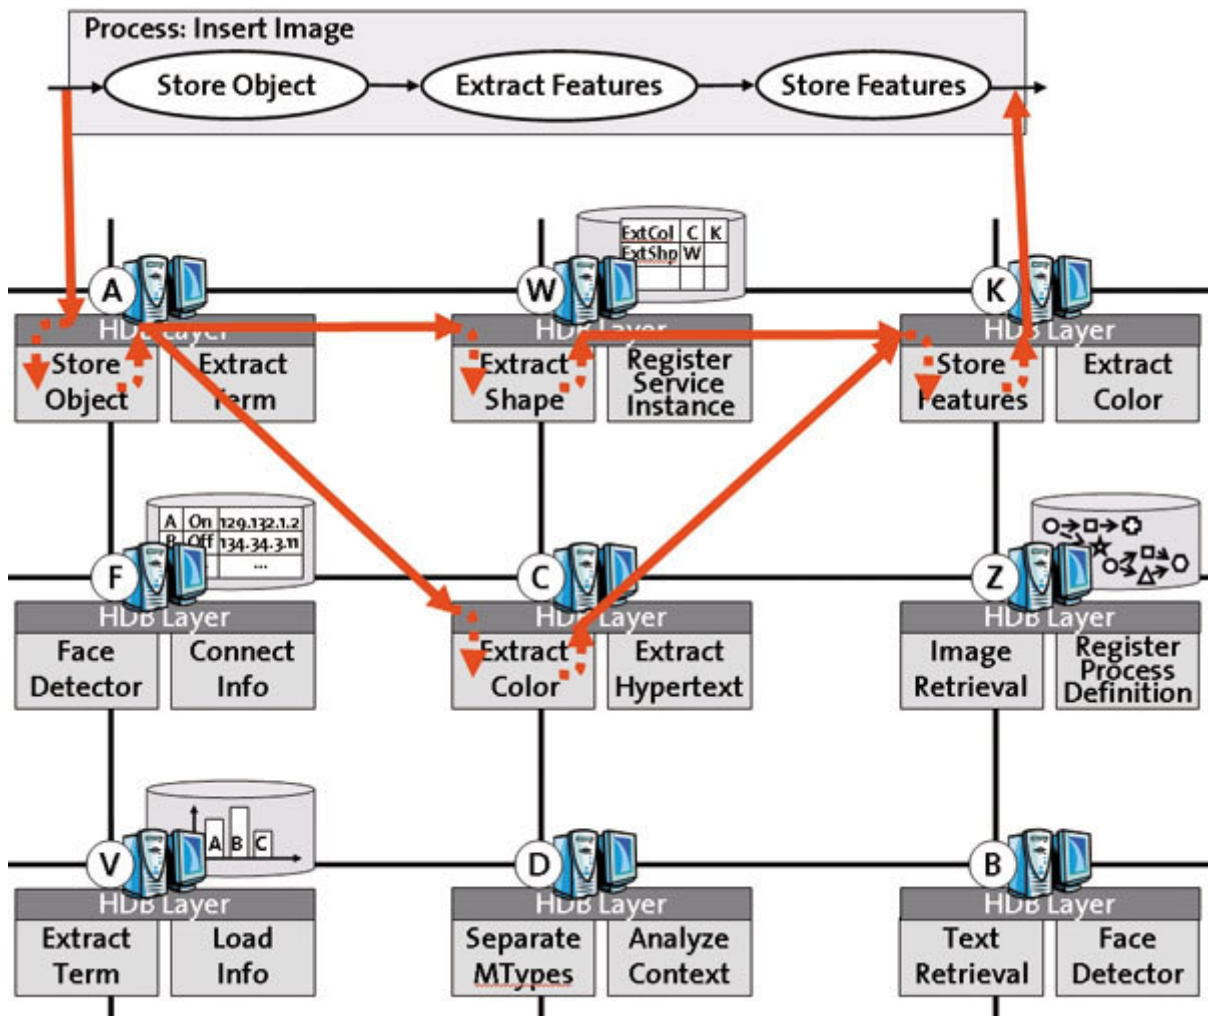 Process: Insert Image
Store Object
Extract Features
Store Features
ExtCol C K
ExtShp W
A
W
K
HDB Layer
HDB Layer
HDB Layer
Store
Object
Extract
Term
Extract
Shape
Register
Service
Instance
Store
Features
Extract
Color
A On 129.132.1.2
B Off 134.34.3.11
...
F
C
Z
HDB Layer
HDB Layer
HDB Layer
Face
Detector
Connect
Info
Extract
Color
Extract
Hypertext
Image
Retrieval
Register
Process
Definition
A B C
V
D
B
HDB Layer
HDB Layer
HDB Layer
Extract
Term
Load
Info
Separate
MTypes
Analyze
Context
Text
Retrieval
Face
Detector